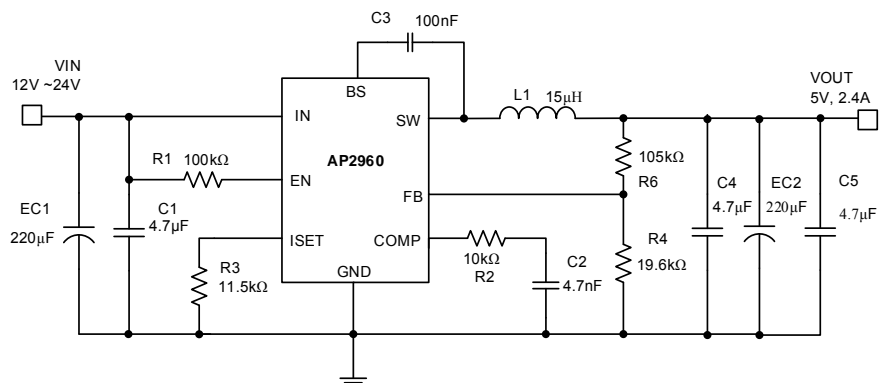 C3
100nF
VIN
12V ~24V
BS
L1
15μH
VOUT
5V, 2.4A
IN
SW
AP2960
R1
100kΩ
EN
105kΩ
R6
FB
C4
4.7μF
EC2
220μF
C5
4.7μF
EC1
220μF
C1
4.7μF
ISET
COMP
10kΩ
R2
R4
19.6kΩ
R3
11.5kΩ
GND
C2
4.7nF